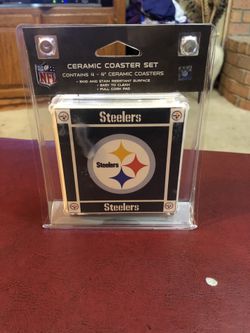 NFL
CERAMIC COASTER SET
CONTAINS 4 - 4" CERAMIC COASTERS
- SKID AND STAIN RESISTANT SURFACE
- EASY TO CLEAN
- FULL CORK PAD
Steelers
Steelers
Steelers